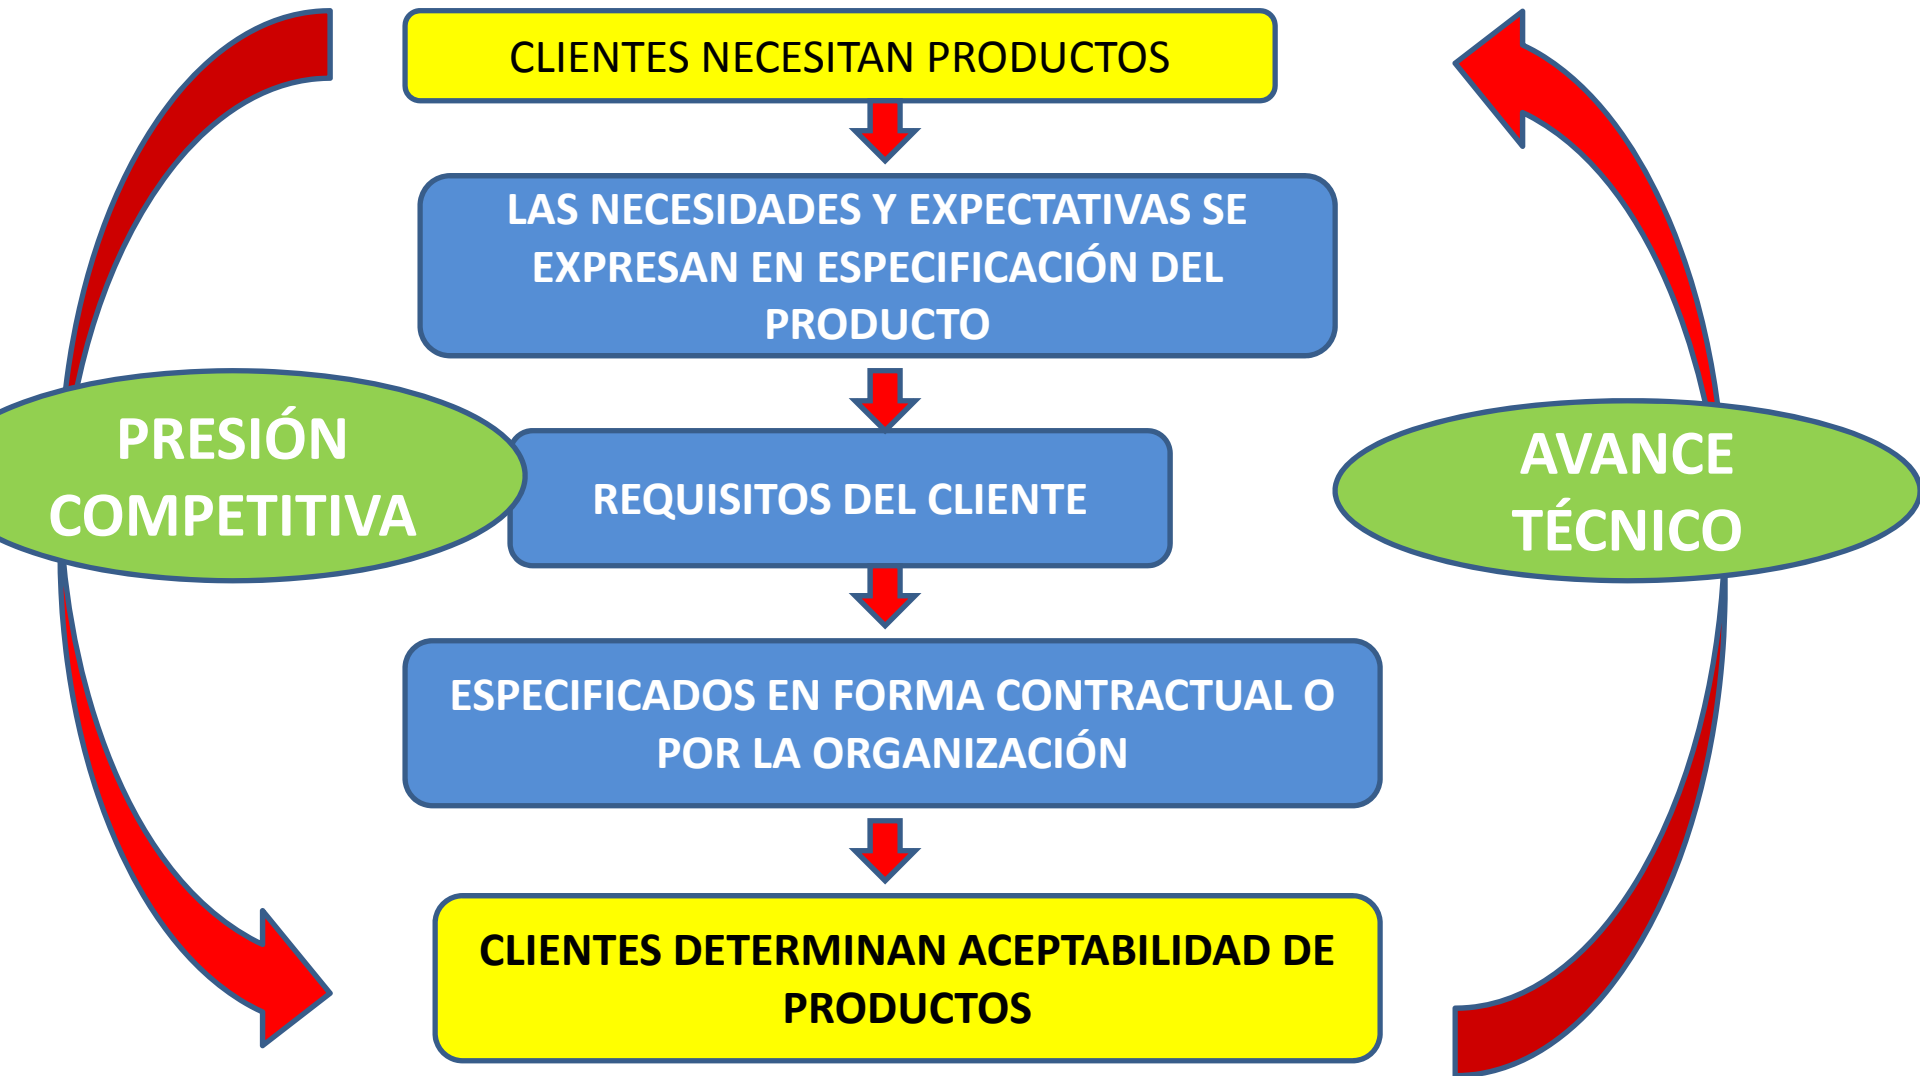 CLIENTES NECESITAN PRODUCTOS
LAS NECESIDADES Y EXPECTATIVAS SE
EXPRESAN EN ESPECIFICACIÓN DEL
PRODUCTO
PRESIÓN
COMPETITIVA
REQUISITOS DEL CLIENTE
AVANCE
TÉCNICO
ESPECIFICADOS EN FORMA CONTRACTUAL O
POR LA ORGANIZACIÓN
CLIENTES DETERMINAN ACEPTABILIDAD DE
PRODUCTOS